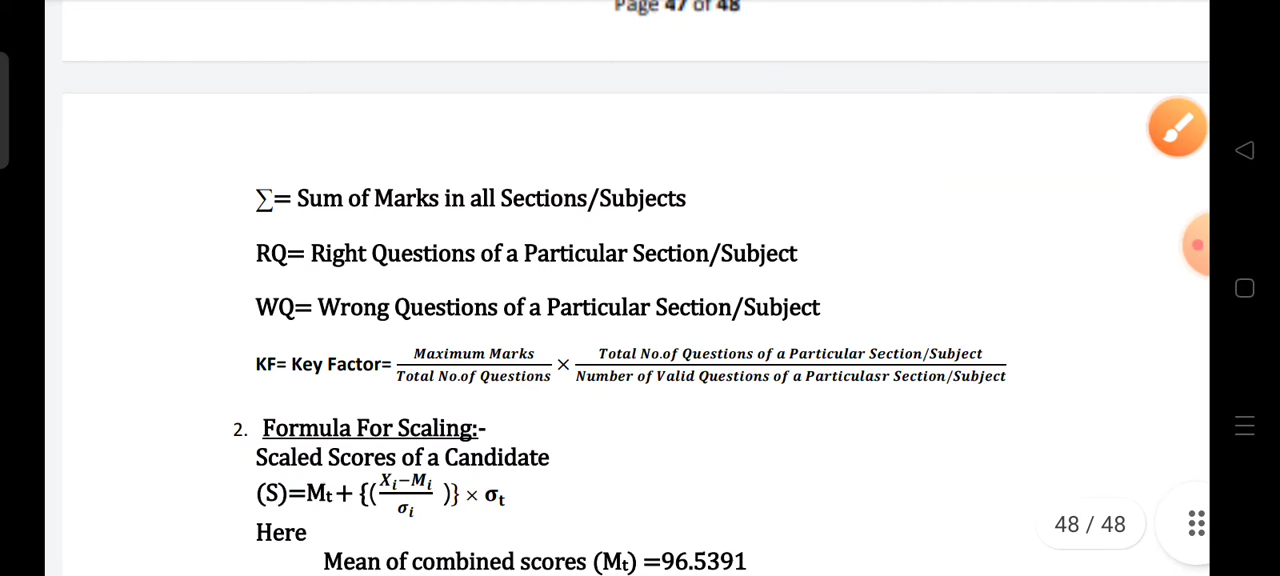 Page 47 of 48
∑= Sum of Marks in all Sections/Subjects
RQ= Right Questions of a Particular Section/Subject
WQ= Wrong Questions of a Particular Section/Subject
KF= Key Factor= Maximum Marks / Total No.of Questions × Total No.of Questions of a Particular Section/Subject / Number of Valid Questions of a Particulasr Section/Subject
2. Formula For Scaling:-
Scaled Scores of a Candidate
(S)=Mₜ+ {(Xᵢ−Mᵢ / σᵢ )} × σₜ
Here
Mean of combined scores (Mₜ) =96.5391
48 / 48